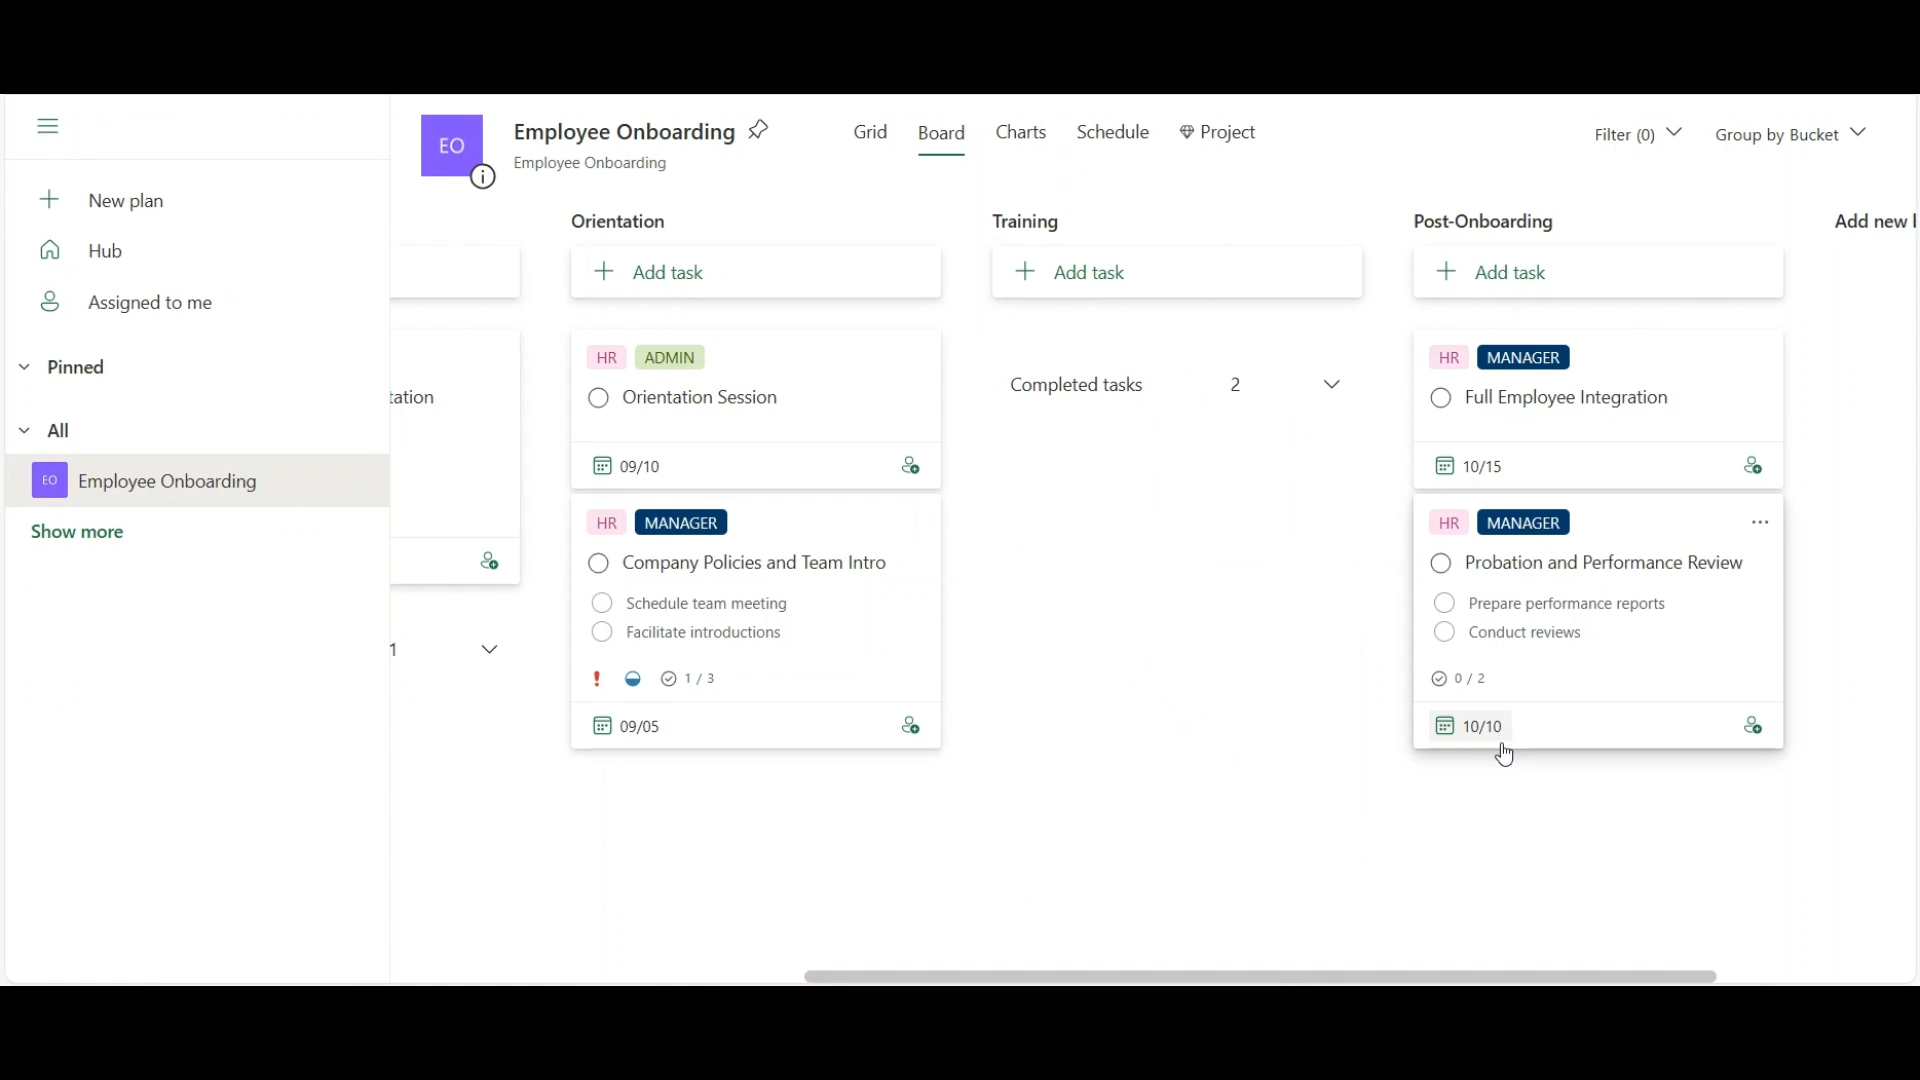 EO
Employee Onboarding
Employee Onboarding
Grid
Board
Charts
Schedule
Project
Filter (0)
Group by Bucket
New plan
Hub
Assigned to me
Pinned
All
EO
Employee Onboarding
Show more
tation
1
Orientation
Add task
HR ADMIN
Orientation Session
09/10
HR MANAGER
Company Policies and Team Intro
Schedule team meeting
Facilitate introductions
1 / 3
09/05
Training
Add task
Completed tasks 2
Post-Onboarding
Add task
HR MANAGER
Full Employee Integration
10/15
HR MANAGER
Probation and Performance Review
Prepare performance reports
Conduct reviews
0 / 2
10/10
Add new